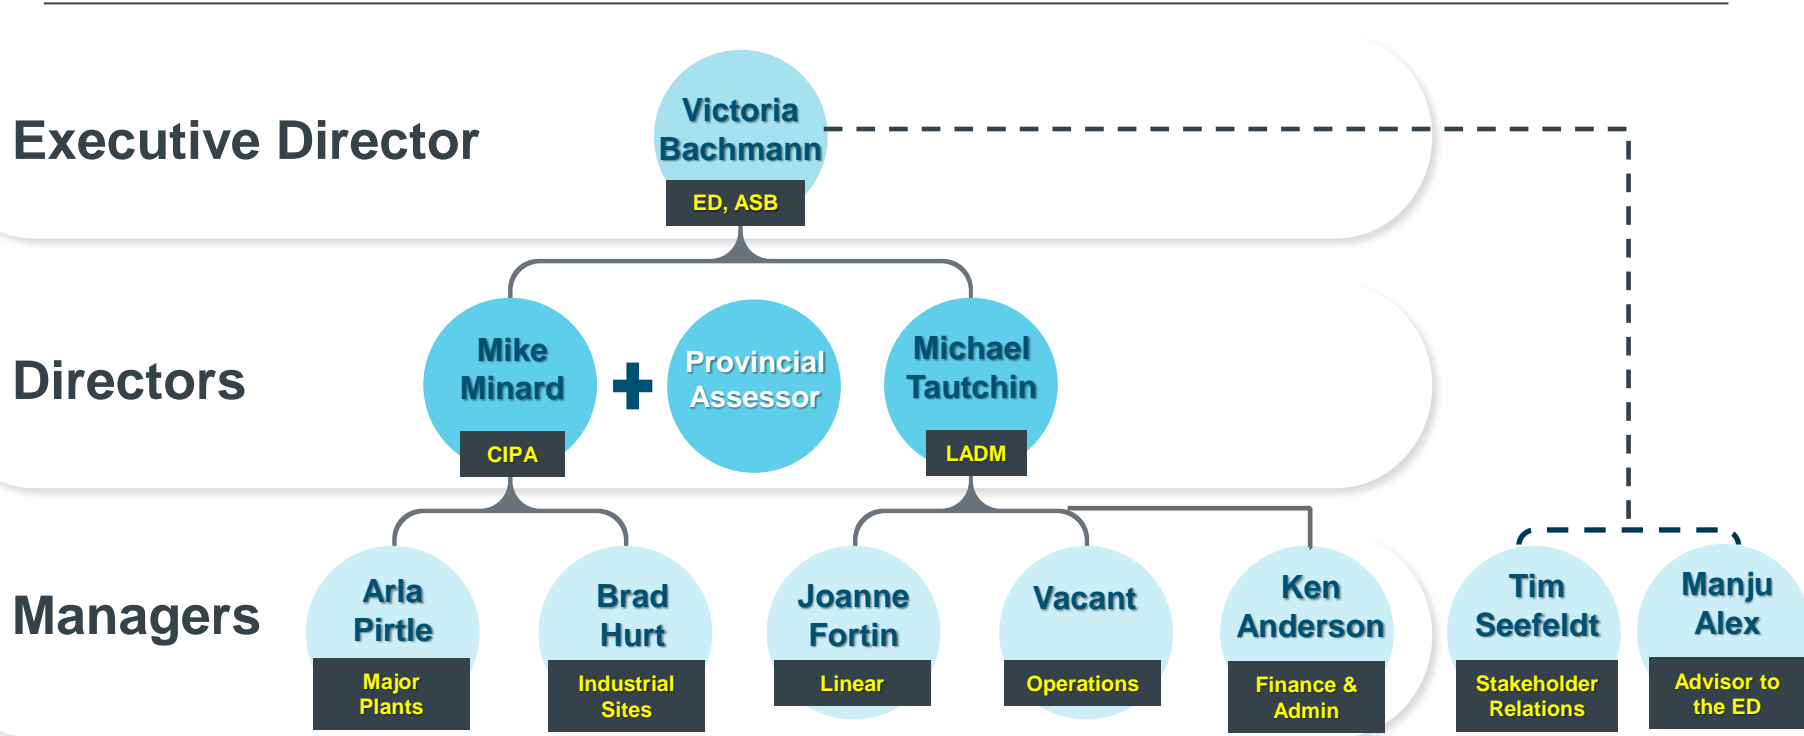 Executive Director
Victoria
Bachmann
ED, ASB
Directors
Mike
Minard
CIPA
Provincial
Assessor
Michael
Tautchin
LADM
Managers
Arla
Pirtle
Major
Plants
Brad
Hurt
Industrial
Sites
Joanne
Fortin
Linear
Vacant
Operations
Ken
Anderson
Finance &
Admin
Tim
Seefeldt
Stakeholder
Relations
Manju
Alex
Advisor to
the ED